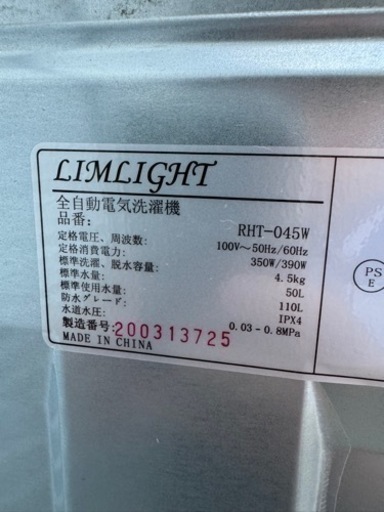 LIMLIGHT
全自動電気洗濯機
品番: RHT-045W
定格電圧、周波数: 100V~50Hz/60Hz
定格消費電力: 350W/390W
標準洗濯、脱水容量: 4.5kg
標準水量: 50L
標準使用水量: 110L
防水グレード: IPX4
水道水圧: 0.03-0.8MPa
製造番号: 200313725
MADE IN CHINA
PS
E